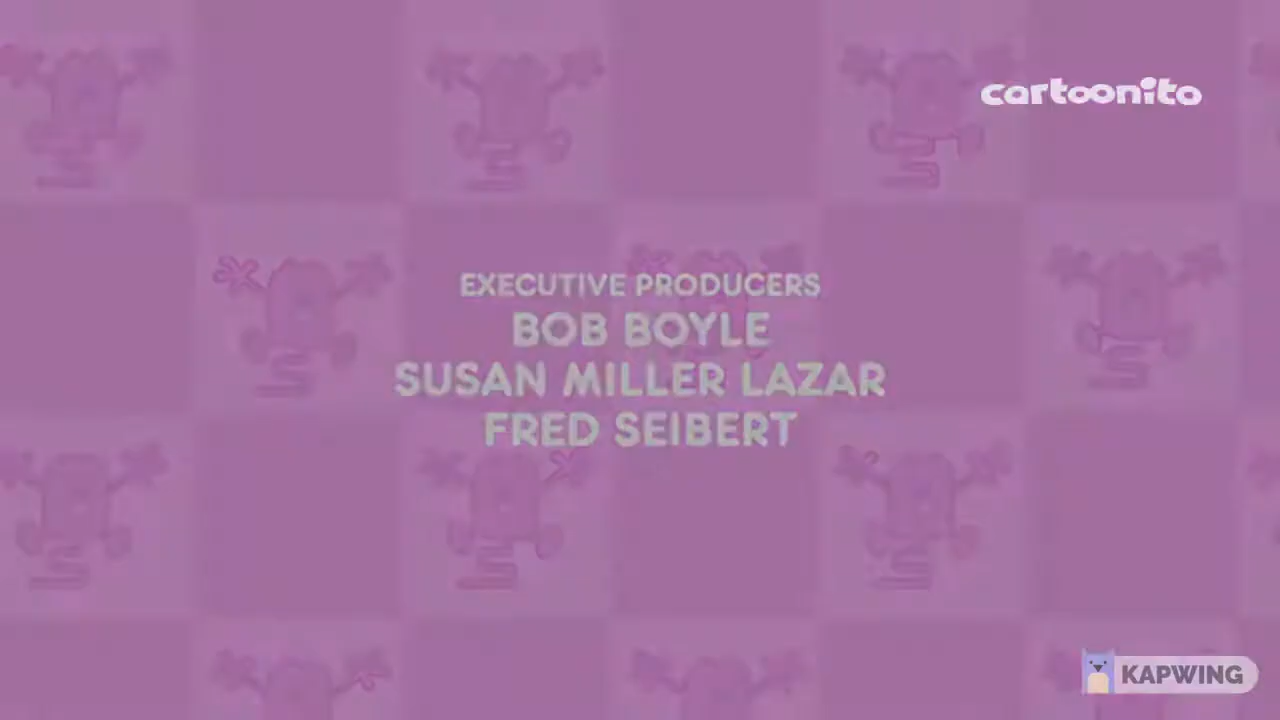 cartoonito
EXECUTIVE PRODUCERS
BOB BOYLE
SUSAN MILLER LAZAR
FRED SEIBERT
KAPWING